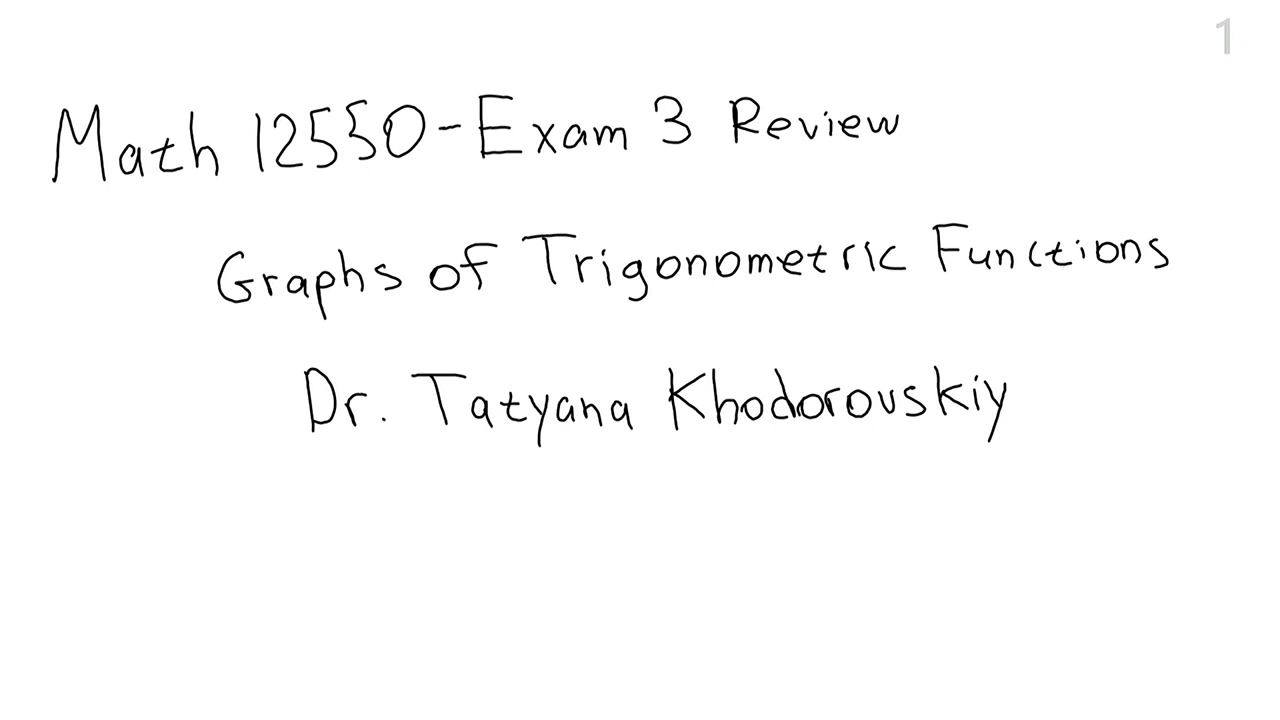 1
Math 12550-Exam 3 Review
Graphs of Trigonometric Functions
Dr. Tatyana Khodorovskiy